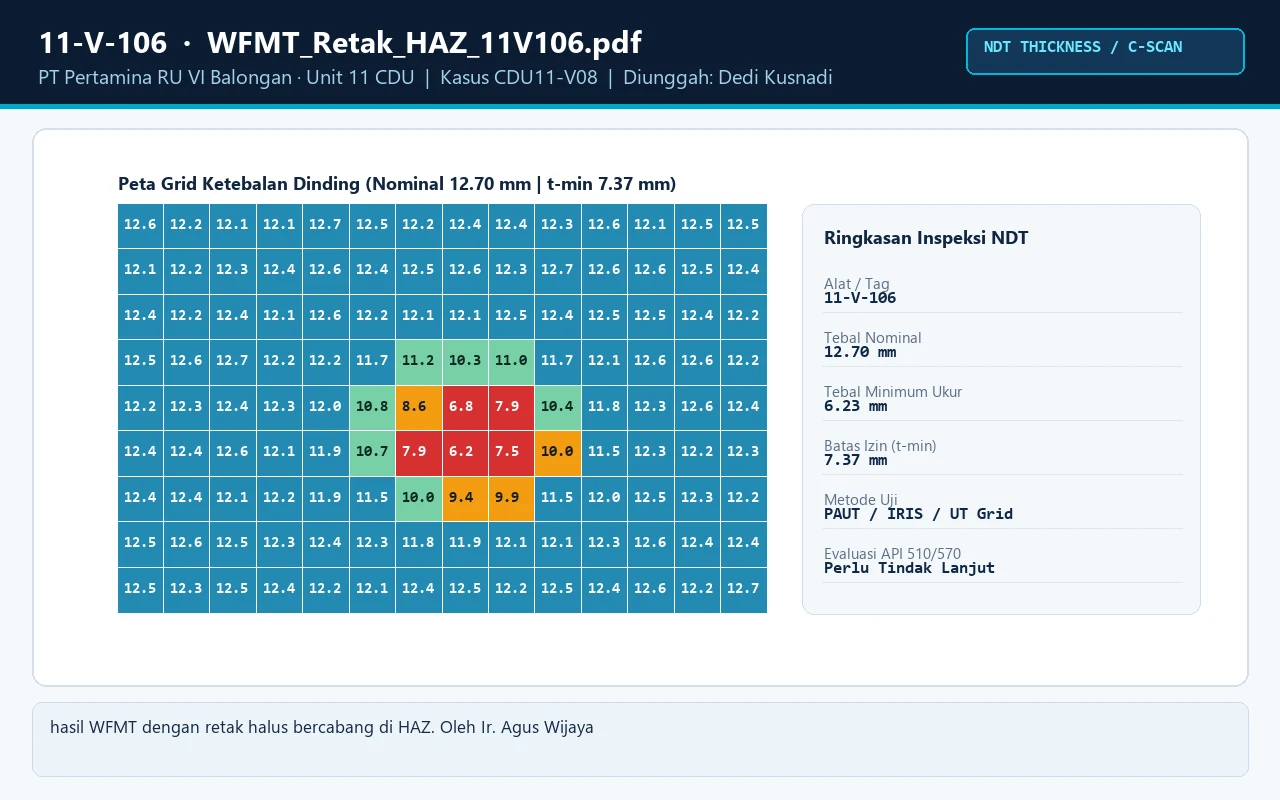 11-V-106 · WFMT_Retak_HAZ_11V106.pdf
NDT THICKNESS / C-SCAN
PT Pertamina RU VI Balongan · Unit 11 CDU | Kasus CDU11-V08 | Diunggah: Dedi Kusnadi
Peta Grid Ketebalan Dinding (Nominal 12.70 mm | t-min 7.37 mm)
12.6 12.2 12.1 12.1 12.7 12.5 12.2 12.4 12.4 12.3 12.6 12.1 12.5 12.5
12.1 12.2 12.3 12.4 12.6 12.4 12.5 12.6 12.3 12.7 12.6 12.6 12.5 12.4
12.4 12.2 12.4 12.1 12.6 12.2 12.1 12.1 12.5 12.4 12.5 12.5 12.4 12.2
12.5 12.6 12.7 12.2 12.2 11.7 11.2 10.3 11.0 11.7 12.1 12.6 12.6 12.2
12.2 12.3 12.4 12.3 12.0 10.8 8.6 6.8 7.9 10.4 11.8 12.3 12.6 12.4
12.4 12.4 12.6 12.1 11.9 10.7 7.9 6.2 7.5 10.0 11.5 12.3 12.2 12.3
12.4 12.4 12.1 12.2 11.9 11.5 10.0 9.4 9.9 11.5 12.0 12.5 12.3 12.2
12.5 12.6 12.5 12.3 12.4 12.3 11.8 11.9 12.1 12.1 12.3 12.6 12.4 12.4
12.5 12.3 12.5 12.4 12.2 12.1 12.4 12.5 12.2 12.5 12.4 12.6 12.2 12.7
Ringkasan Inspeksi NDT
Alat / Tag
11-V-106
Tebal Nominal
12.70 mm
Tebal Minimum Ukur
6.23 mm
Batas Izin (t-min)
7.37 mm
Metode Uji
PAUT / IRIS / UT Grid
Evaluasi API 510/570
Perlu Tindak Lanjut
hasil WFMT dengan retak halus bercabang di HAZ. Oleh Ir. Agus Wijaya